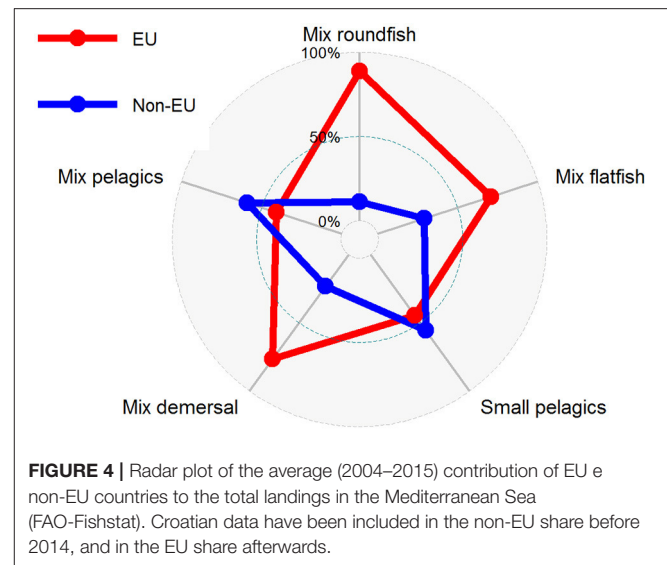 EU
Non-EU
Mix roundfish
100%
50%
0%
Mix pelagics
Mix flatfish
Mix demersal
Small pelagics
FIGURE 4 | Radar plot of the average (2004–2015) contribution of EU e
non-EU countries to the total landings in the Mediterranean Sea
(FAO-Fishstat). Croatian data have been included in the non-EU share before
2014, and in the EU share afterwards.